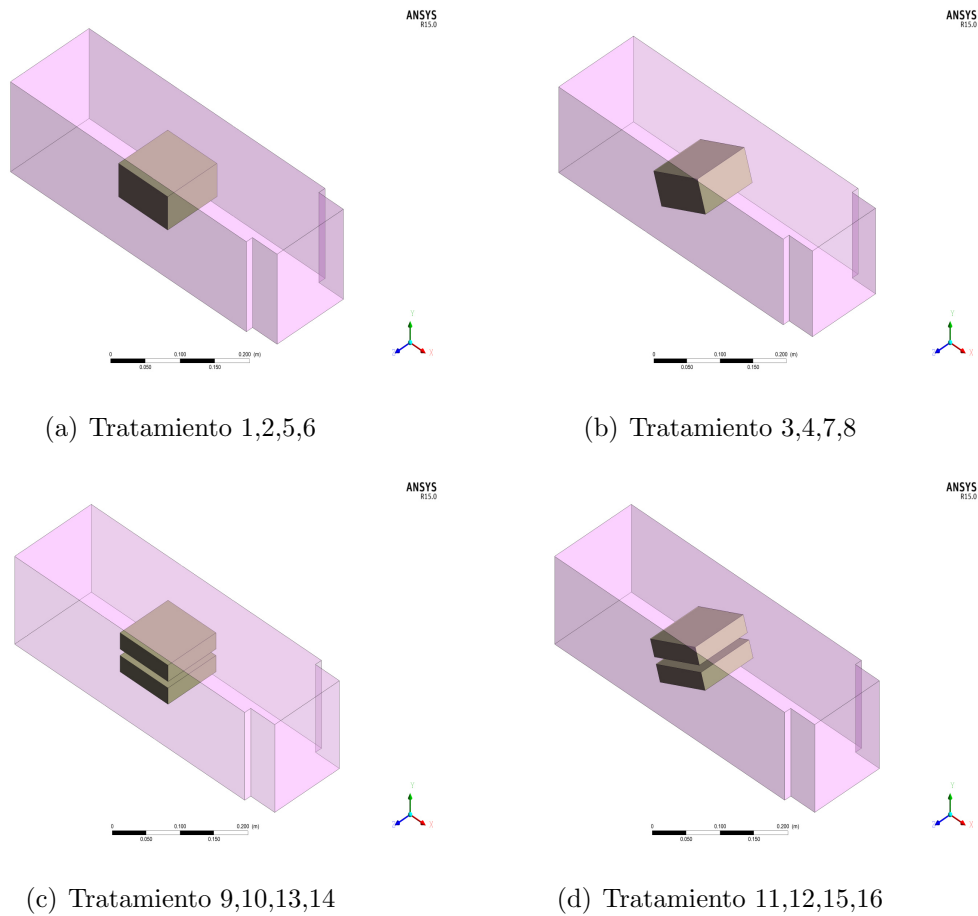 ANSYS
R15.0
ANSYS
R15.0
0 0.100 0.200 (m)
0.050 0.150
Y
Z X
0 0.100 0.200 (m)
0.050 0.150
Y
Z X
(a) Tratamiento 1,2,5,6
(b) Tratamiento 3,4,7,8
ANSYS
R15.0
ANSYS
R15.0
0 0.100 0.200 (m)
0.050 0.150
Y
Z X
0 0.100 0.200 (m)
0.050 0.150
Y
Z X
(c) Tratamiento 9,10,13,14
(d) Tratamiento 11,12,15,16